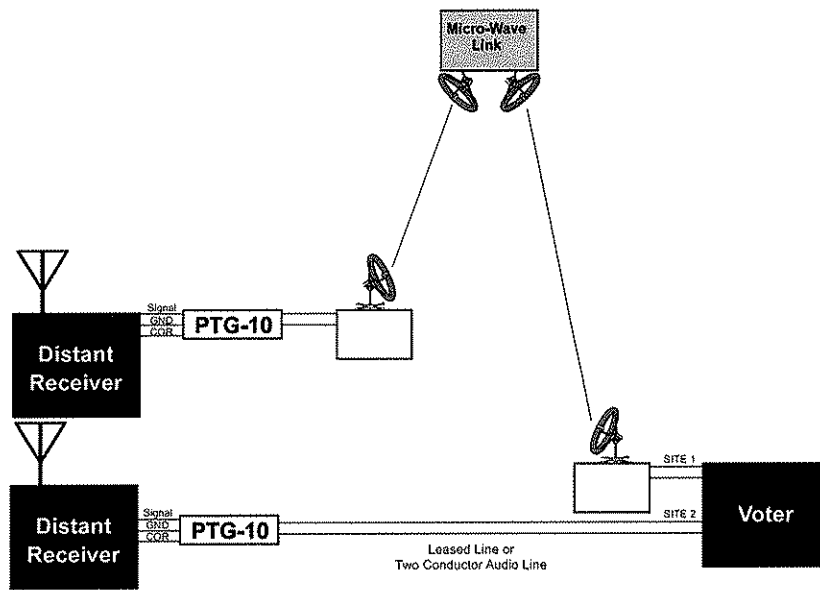 Micro-Wave
Link
Signal
GND
COR
PTG-10
Distant
Receiver
SITE 1
Signal
GND
COR
PTG-10
SITE 2
Voter
Distant
Receiver
Leased Line or
Two Conductor Audio Line